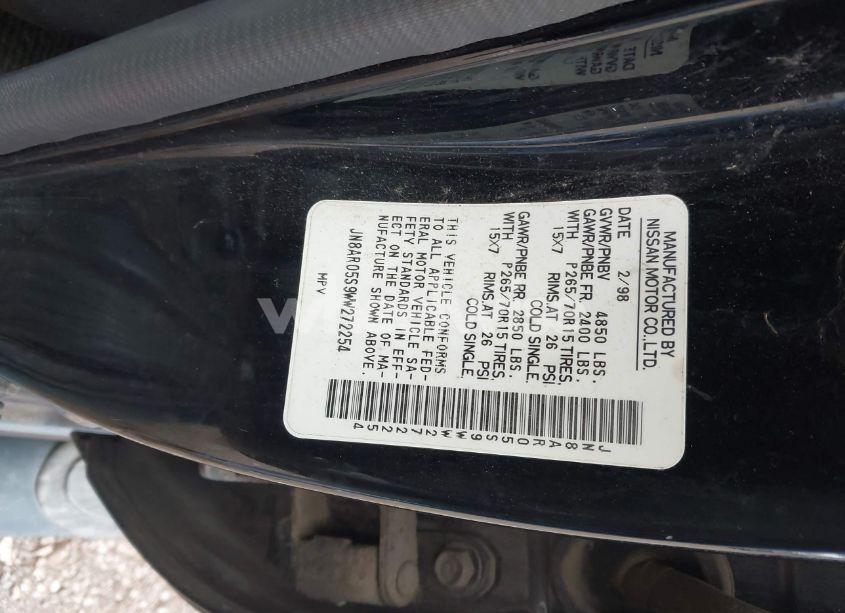 MANUFACTURED BY
NISSAN MOTOR CO.,LTD.
DATE 2/98
GVWR/PNBV 4850 LBS.
GAWR/PNBE FR. 2400 LBS.
WITH P265/70R15 TIRES,
15X7 RIMS,AT 26 PSI
COLD SINGLE.
GAWR/PNBE RR. 2850 LBS.
WITH P265/70R15 TIRES,
15X7 RIMS,AT 26 PSI
COLD SINGLE.
THIS VEHICLE CONFORMS
TO ALL APPLICABLE FED-
ERAL MOTOR VEHICLE SA-
FETY STANDARDS IN EFF-
ECT ON THE DATE OF MA-
NUFACTURE SHOWN ABOVE.
JN8AR05S9WW272254
MPV
JN8AR05S9WW272254